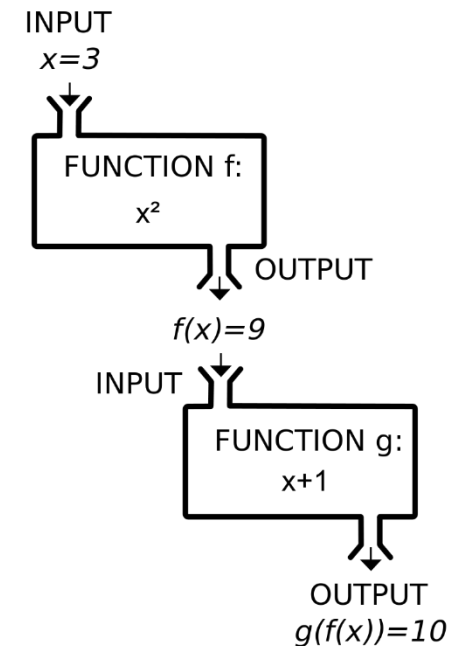 INPUT
x=3
FUNCTION f:
x²
OUTPUT
f(x)=9
INPUT
FUNCTION g:
x+1
OUTPUT
g(f(x))=10